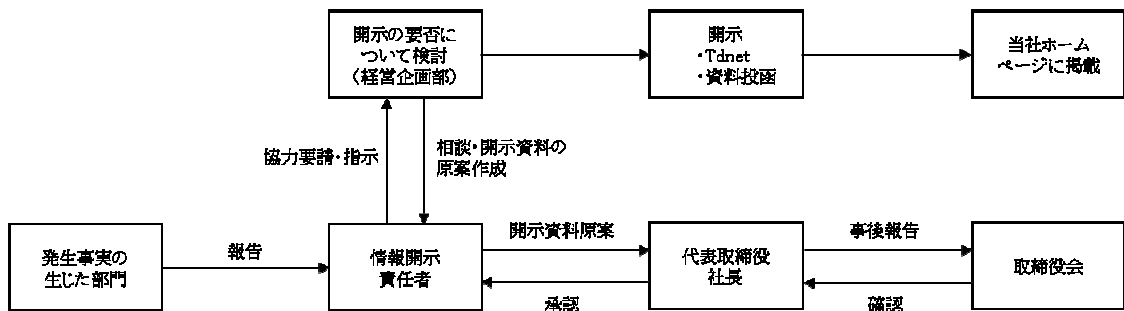 開示の要否に
ついて検討
(経営企画部)
開示
・Tdnet
・資料投函
当社ホーム
ページに掲載
協力要請・指示
相談・開示資料の
原案作成
発生事実の
生じた部門
報告
情報開示
責任者
開示資料原案
承認
代表取締役
社長
事後報告
確認
取締役会